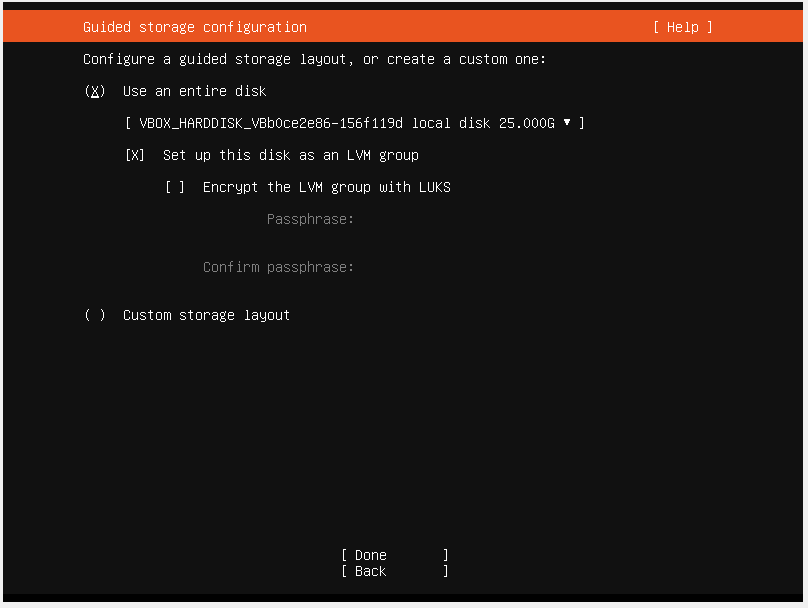 Guided storage configuration [ Help ]
Configure a guided storage layout, or create a custom one:
(X) Use an entire disk
[ VBOX_HARDDISK_VBb0ce2e86-156f119d local disk 25.000G ▾ ]
[X] Set up this disk as an LVM group
[ ] Encrypt the LVM group with LUKS
Passphrase:
Confirm passphrase:
( ) Custom storage layout
[ Done ]
[ Back ]